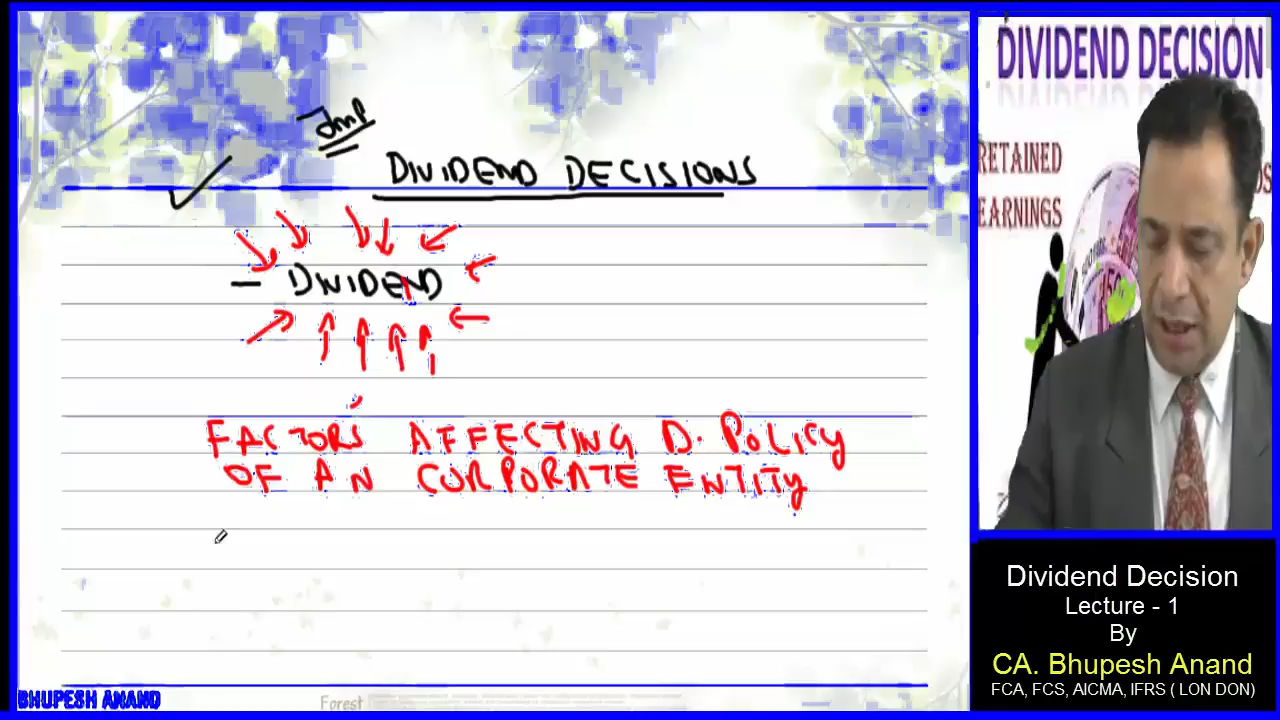 Imp
DIVIDEND DECISIONS
– DIVIDEND
FACTORS AFFECTING D. POLICY
OF AN CORPORATE ENTITY
BHUPESH ANAND
Forest
DIVIDEND DECISION
RETAINED
EARNINGS
Dividend Decision
Lecture - 1
By
CA. Bhupesh Anand
FCA, FCS, AICMA, IFRS ( LON DON)